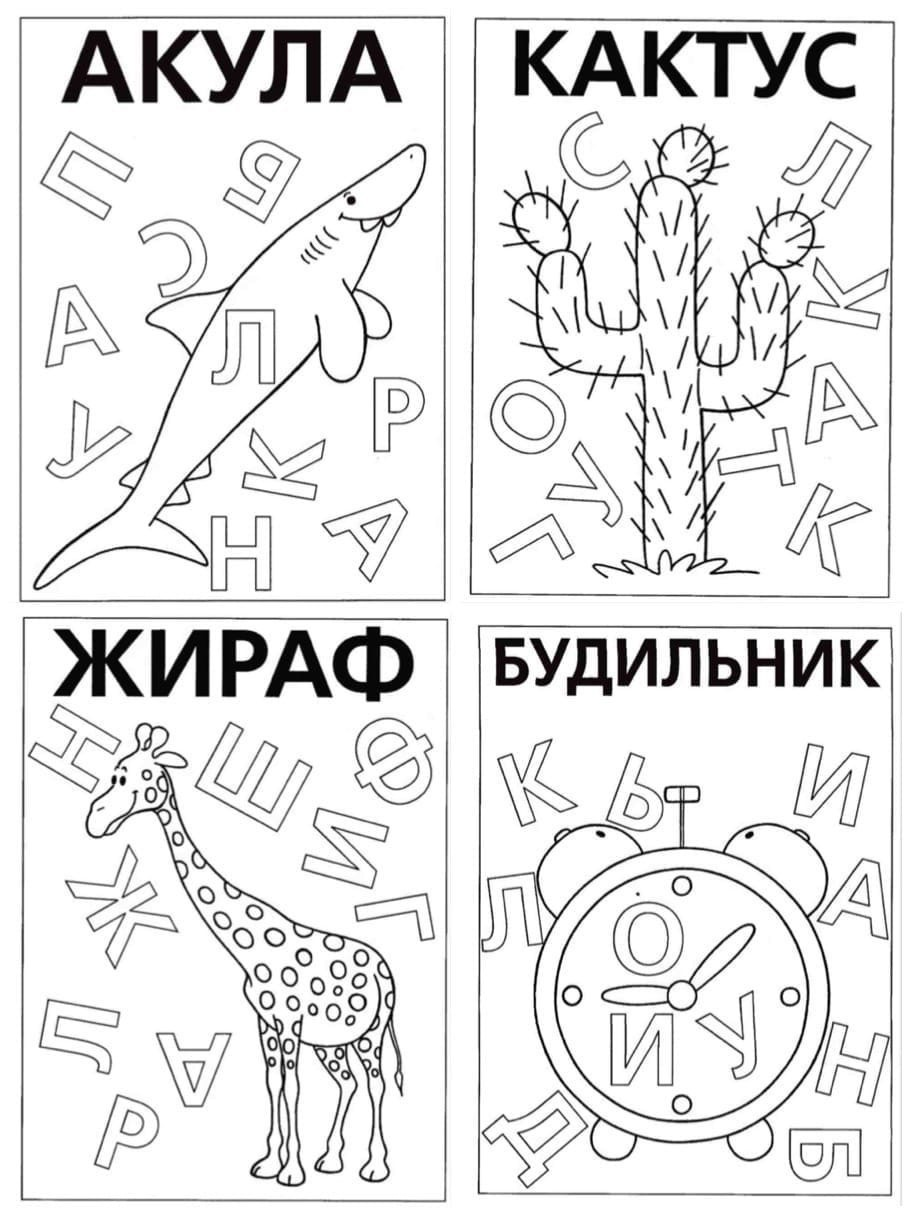 АКУЛА
П
Я
С
А
Л
Р
У
К
Н
А
КАКТУС
С
Л
К
О
А
Т
У
Г
К
ЖИРАФ
Н
Ш
Ф
И
Ж
Г
Л
А
Р
БУДИЛЬНИК
К
Ь
И
Л
А
О
И
У
Н
Д
Б